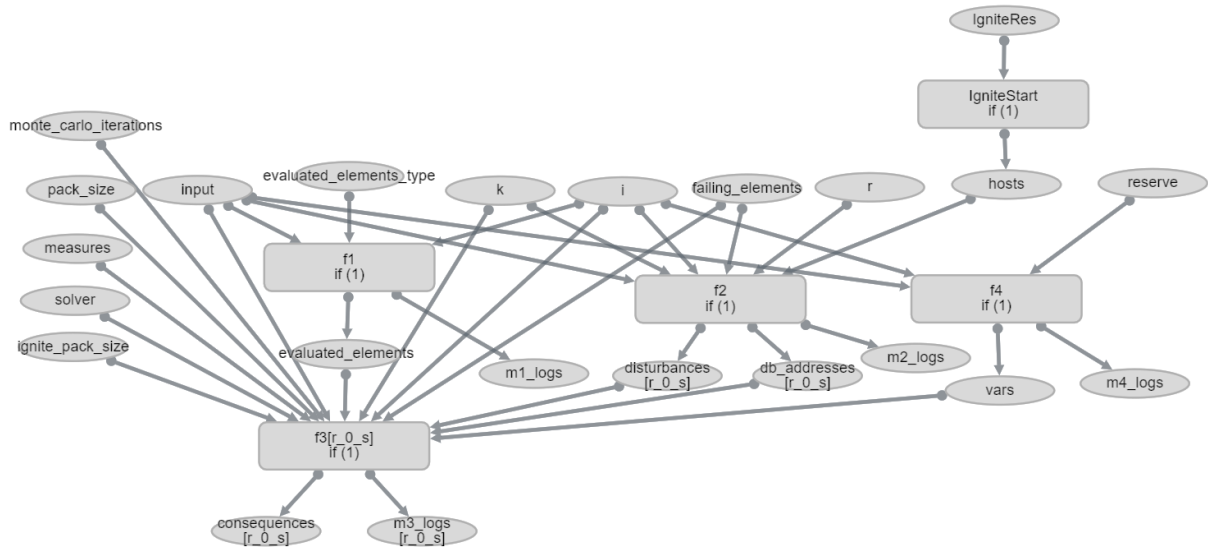 IgniteRes
IgniteStart
if (1)
monte_carlo_iterations
evaluated_elements_type
pack_size
input
k
i
failing_elements
r
hosts
reserve
measures
f1
if (1)
f2
if (1)
f4
if (1)
solver
ignite_pack_size
evaluated_elements
m1_logs
disturbances
[r_0_s]
db_addresses
[r_0_s]
m2_logs
vars
m4_logs
f3[r_0_s]
if (1)
consequences
[r_0_s]
m3_logs
[r_0_s]